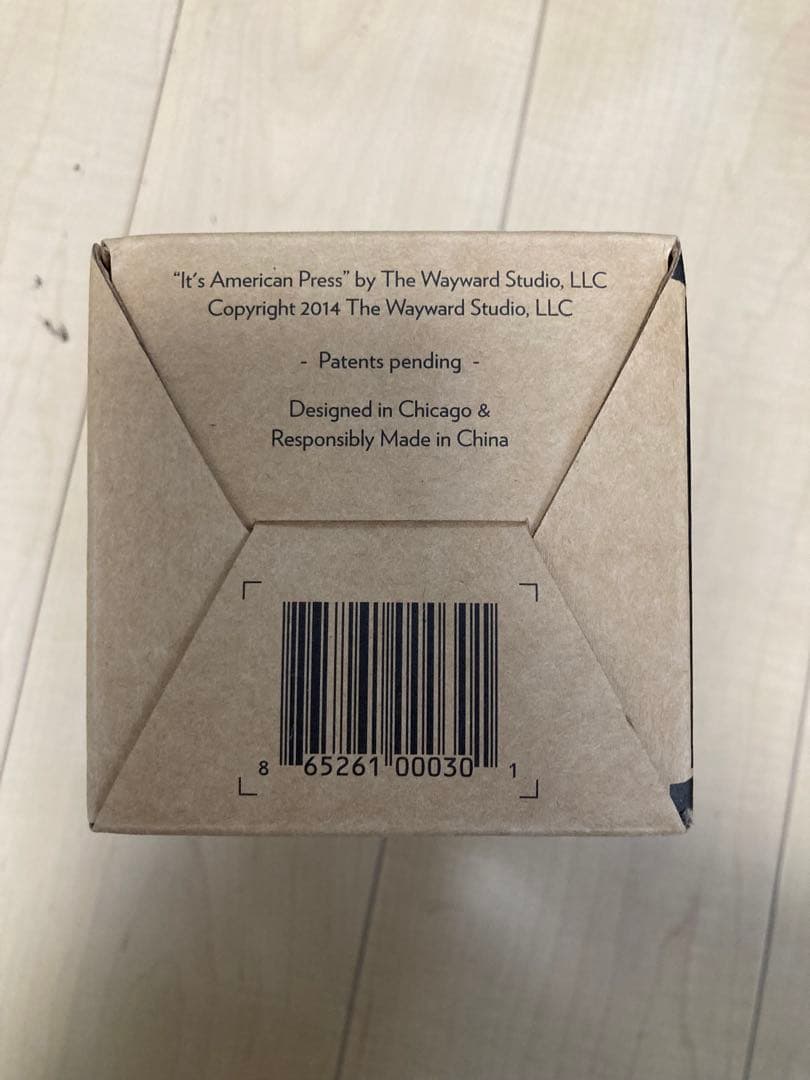 “It's American Press” by The Wayward Studio, LLC
Copyright 2014 The Wayward Studio, LLC
- Patents pending -
Designed in Chicago &
Responsibly Made in China
8 65261 00030 1